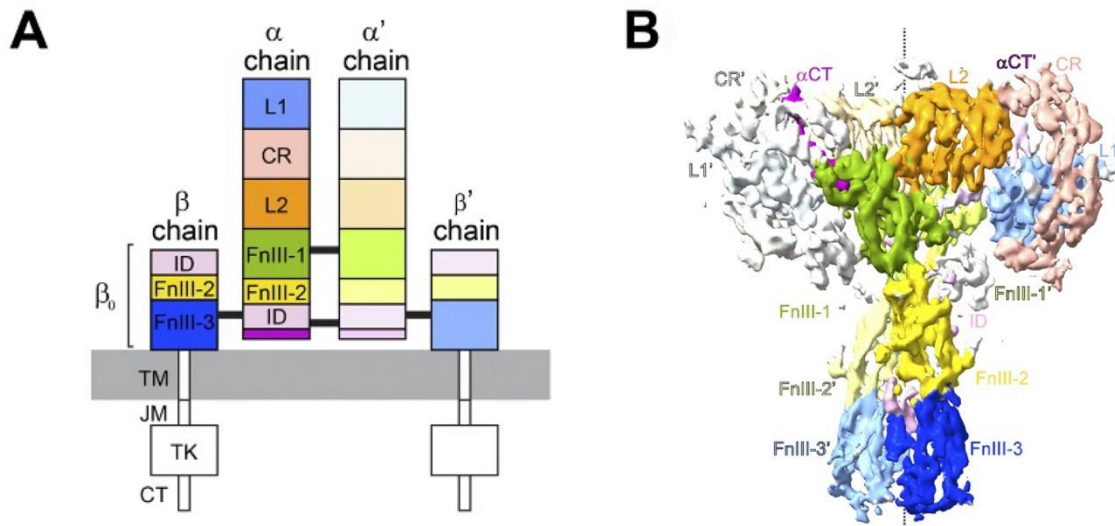 A
α
chain
α'
chain
L1
CR
L2
FnIII-1
FnIII-2
ID
β
chain
ID
FnIII-2
FnIII-3
β₀
β'
chain
TM
JM
TK
CT
B
CR'
αCT
L2'
L2
αCT'
CR
L1'
L1
FnIII-1
FnIII-1'
ID
FnIII-2'
FnIII-2
FnIII-3'
FnIII-3